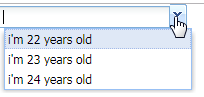 i'm 22 years old
i'm 23 years old
i'm 24 years old